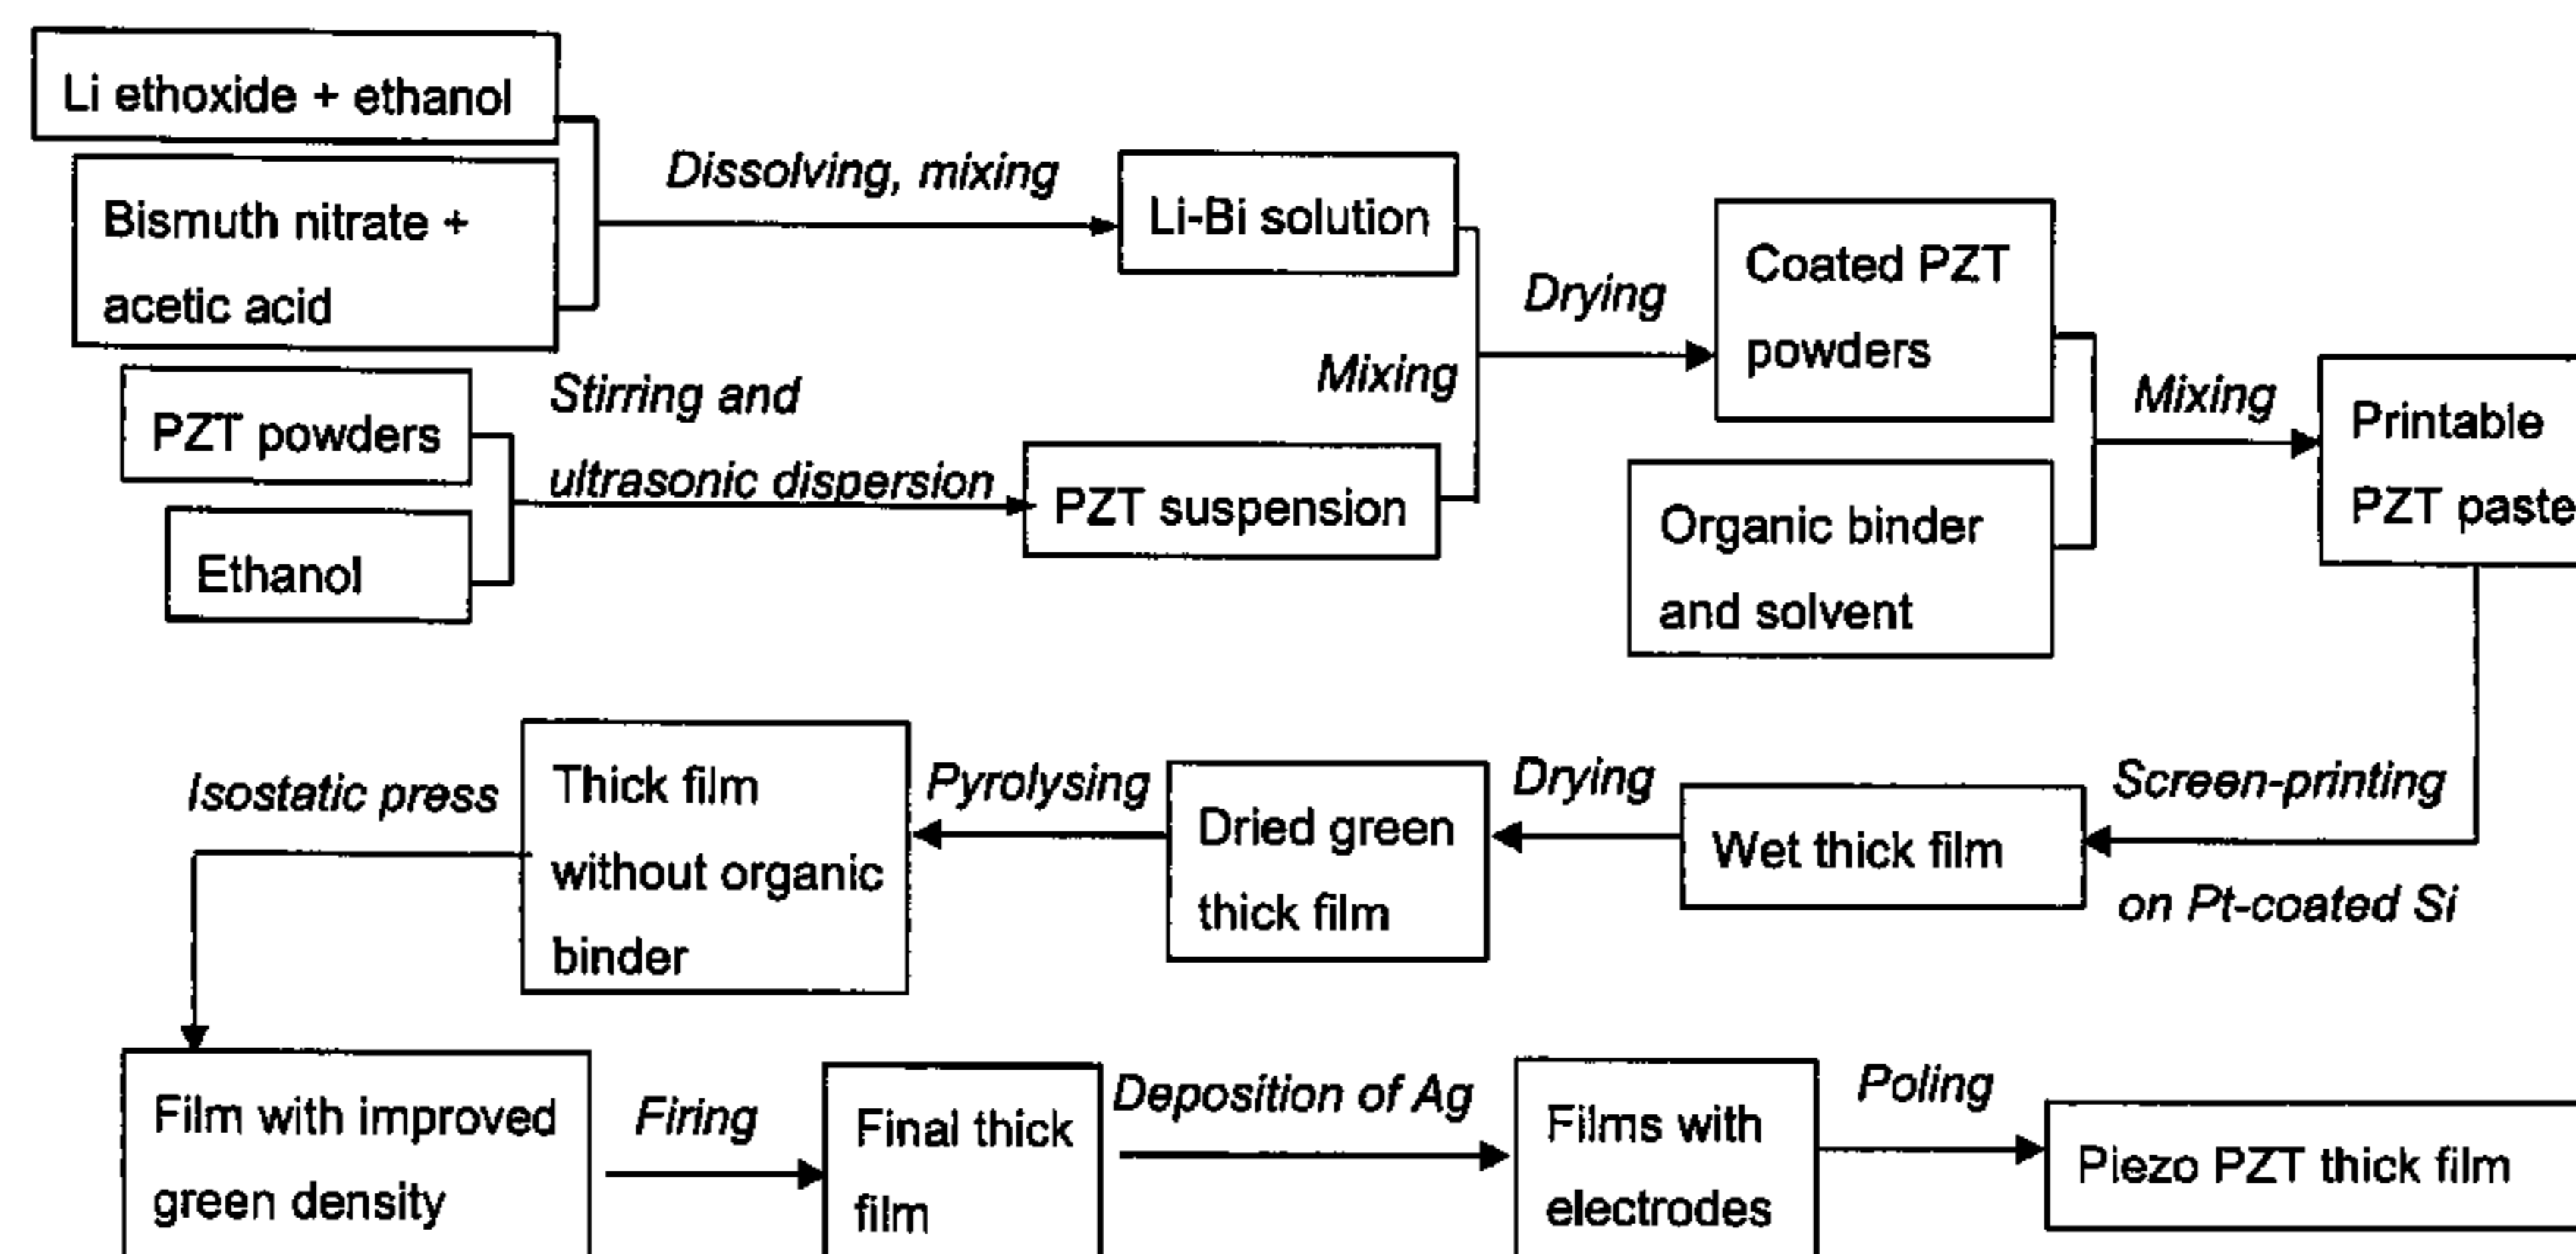 Li ethoxide + ethanol
Bismuth nitrate +
acetic acid
Dissolving, mixing
Li-Bi solution
PZT powders
Ethanol
Stirring and
ultrasonic dispersion
PZT suspension
Mixing
Drying
Coated PZT
powders
Organic binder
and solvent
Mixing
Printable
PZT paste
Screen-printing
on Pt-coated Si
Wet thick film
Drying
Dried green
thick film
Pyrolysing
Thick film
without organic
binder
Isostatic press
Film with improved
green density
Firing
Final thick
film
Deposition of Ag
Films with
electrodes
Poling
Piezo PZT thick film